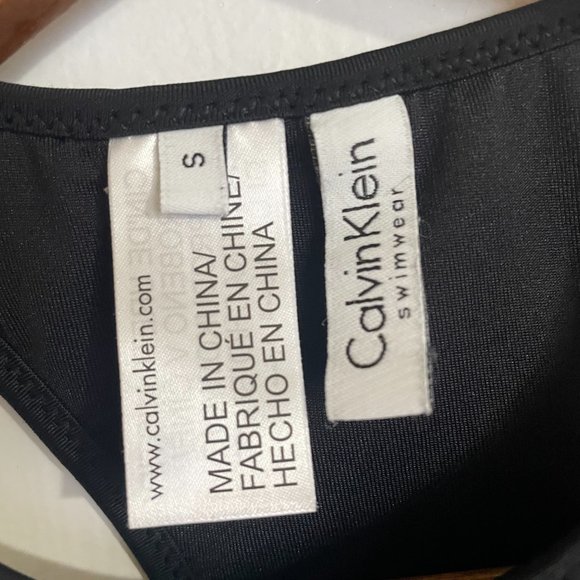 S
www.calvinklein.com
MADE IN CHINA/
FABRIQUÉ EN CHINE/
HECHO EN CHINA
CalvinKlein
swimwear